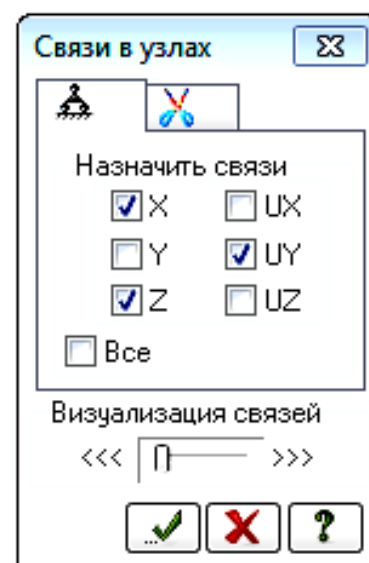 Связи в узлах
Назначить связи
X UX
Y UY
Z UZ
Все
Визуализация связей
<<< >>>
?